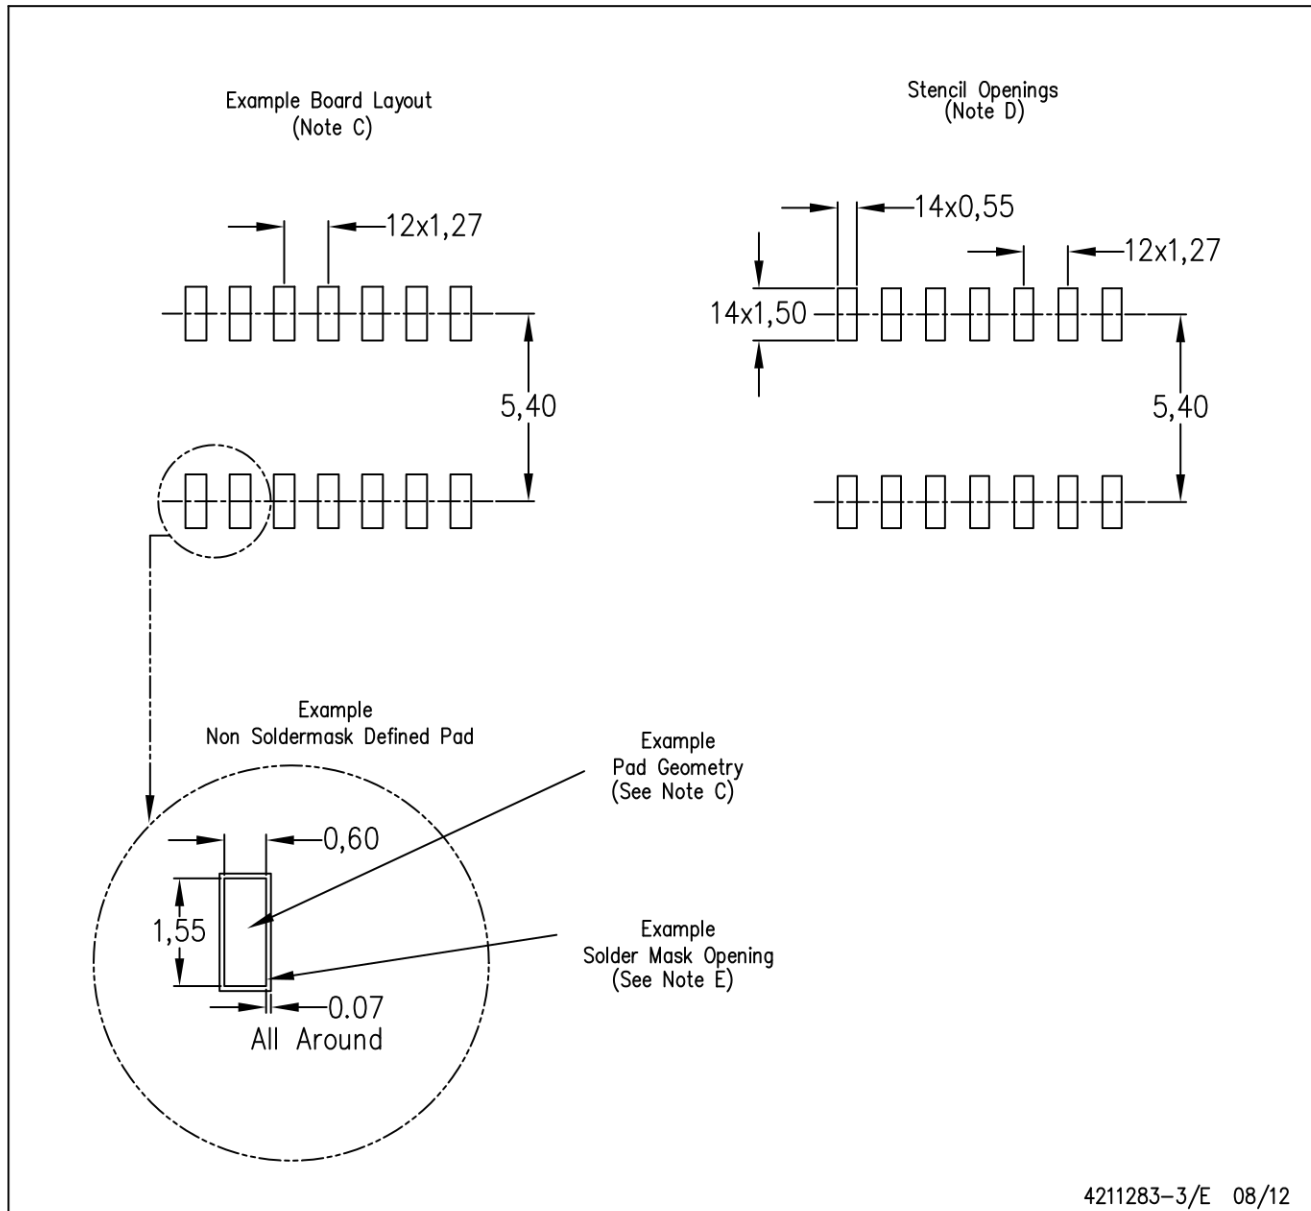 Example Board Layout
(Note C)
Stencil Openings
(Note D)
12x1,27
5,40
14x0,55
12x1,27
14x1,50
5,40
Example
Non Soldermask Defined Pad
Example
Pad Geometry
(See Note C)
0,60
1,55
Example
Solder Mask Opening
(See Note E)
0.07
All Around
4211283-3/E 08/12